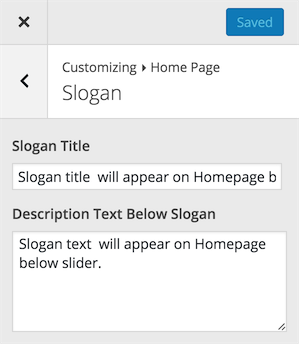 Saved
Customizing ▸ Home Page
Slogan
Slogan Title
Slogan title  will appear on Homepage b
Description Text Below Slogan
Slogan text  will appear on Homepage
below slider.